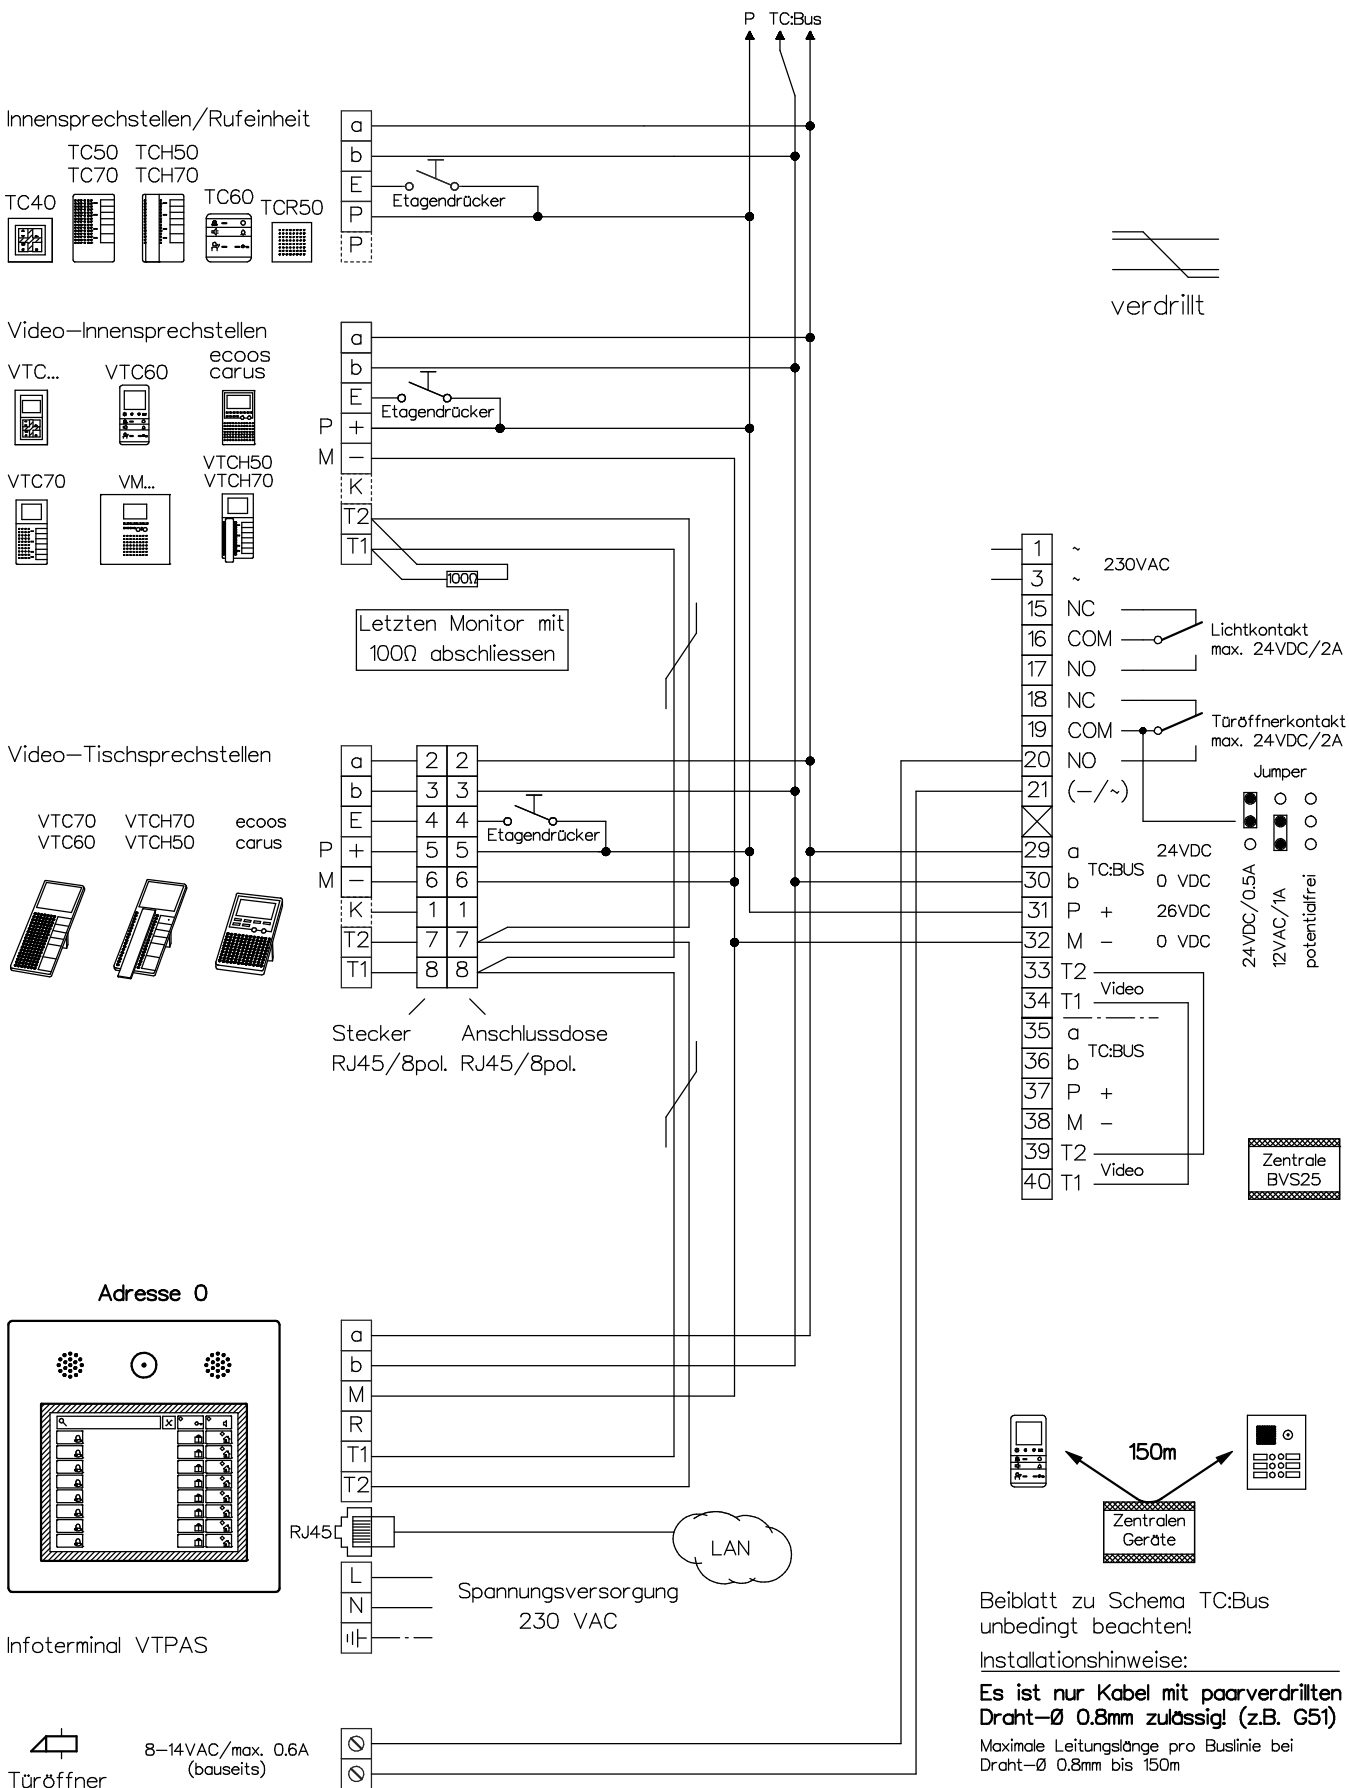 P TC:Bus
Innensprechstellen/Rufeinheit
TC50 TCH50
TC70 TCH70
TC40
TC60
TCR50
a
b
E
Etagendrücker
P
P
verdrillt
Video-Innensprechstellen
VTC...
VTC60
ecoos
carus
VTC70
VM...
VTCH50
VTCH70
a
b
E
Etagendrücker
P +
M -
K
T2
T1
100Ω
Letzten Monitor mit
100Ω abschliessen
Video-Tischsprechstellen
VTC70 VTCH70 ecoos
VTC60 VTCH50 carus
a 2 2
b 3 3
E 4 4
Etagendrücker
P + 5 5
M - 6 6
K 1 1
T2 7 7
T1 8 8
Stecker Anschlussdose
RJ45/8pol. RJ45/8pol.
1 ~
230VAC
3 ~
15 NC
16 COM
17 NO
Lichtkontakt
max. 24VDC/2A
18 NC
19 COM
20 NO
Türöffnerkontakt
max. 24VDC/2A
21 (-/~)
Jumper
24VDC/0.5A
12VAC/1A
potentialfrei
29 a 24VDC
TC:BUS
30 b 0 VDC
31 P + 26VDC
32 M - 0 VDC
33 T2
Video
34 T1
35 a
TC:BUS
36 b
37 P +
38 M -
39 T2
Video
40 T1
Zentrale
BVS25
Adresse 0
a
b
M
R
T1
T2
RJ45
LAN
L
N
Spannungsversorgung
230 VAC
Infoterminal VTPAS
Türöffner
8-14VAC/max. 0.6A
(bauseits)
150m
Zentralen
Geräte
Beiblatt zu Schema TC:Bus
unbedingt beachten!
Installationshinweise:
Es ist nur Kabel mit paarverdrillten
Draht-Ø 0.8mm zulässig! (z.B. G51)
Maximale Leitungslänge pro Buslinie bei
Draht-Ø 0.8mm bis 150m